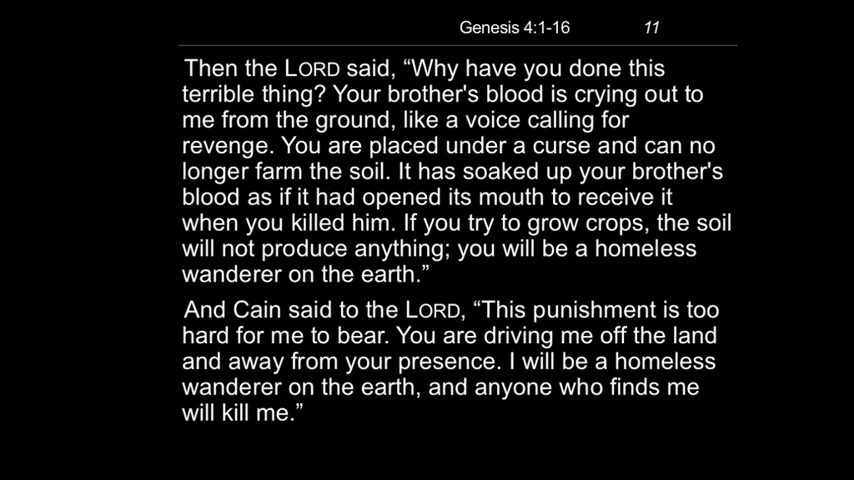 Genesis 4:1-16 11
Then the LORD said, “Why have you done this
terrible thing? Your brother's blood is crying out to
me from the ground, like a voice calling for
revenge. You are placed under a curse and can no
longer farm the soil. It has soaked up your brother's
blood as if it had opened its mouth to receive it
when you killed him. If you try to grow crops, the soil
will not produce anything; you will be a homeless
wanderer on the earth.”
And Cain said to the LORD, “This punishment is too
hard for me to bear. You are driving me off the land
and away from your presence. I will be a homeless
wanderer on the earth, and anyone who finds me
will kill me.”